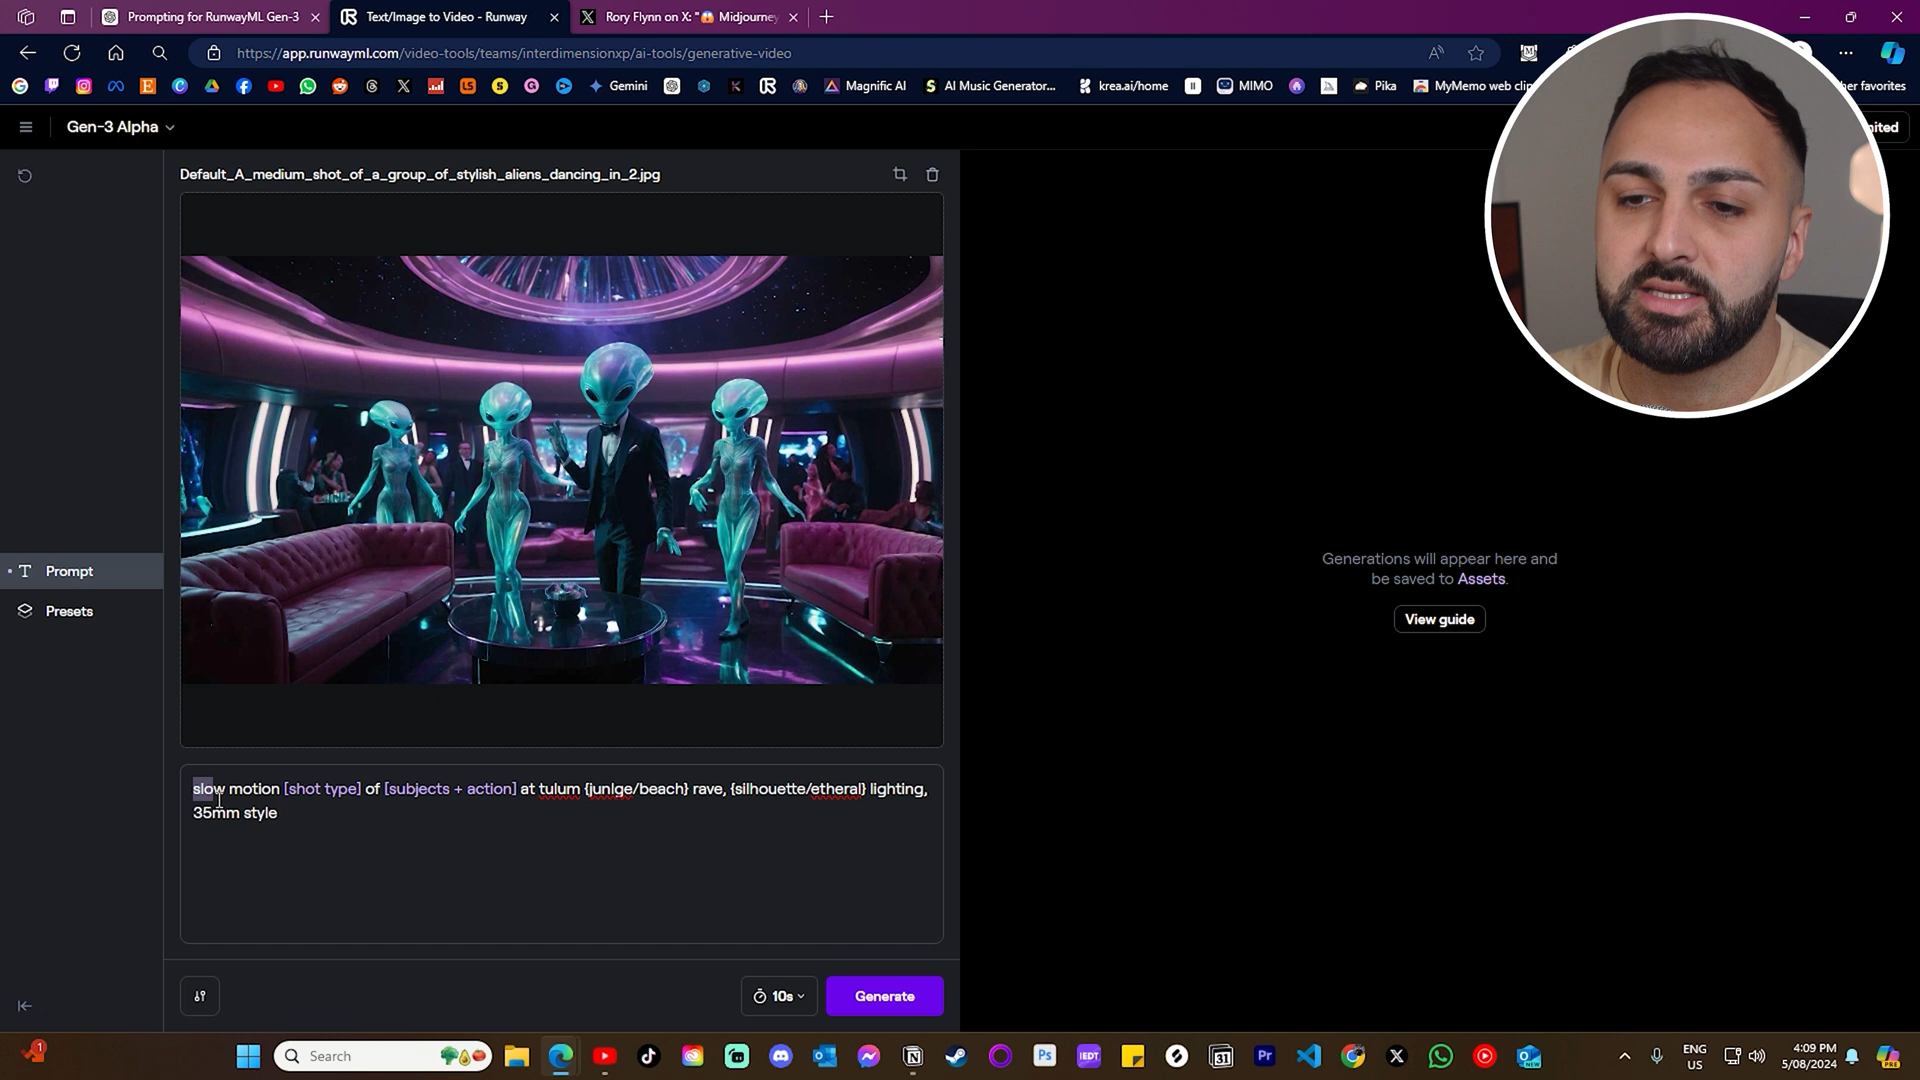 Prompting for RunwayML Gen-3
Text/Image to Video - Runway
Rory Flynn on X: "😱 Midjourney
https://app.runwayml.com/video-tools/teams/interdimensionxp/ai-tools/generative-video
Gemini
Magnific AI
AI Music Generator...
krea.ai/home
MIMO
Pika
MyMemo web clip
her favorites
Gen-3 Alpha
Default_A_medium_shot_of_a_group_of_stylish_aliens_dancing_in_2.jpg
Prompt
Presets
Generations will appear here and
be saved to Assets.
View guide
slow motion [shot type] of [subjects + action] at tulum {junlge/beach} rave, {silhouette/etheral} lighting,
35mm style
10s
Generate
1
Search
ENG
US
4:09 PM
5/08/2024